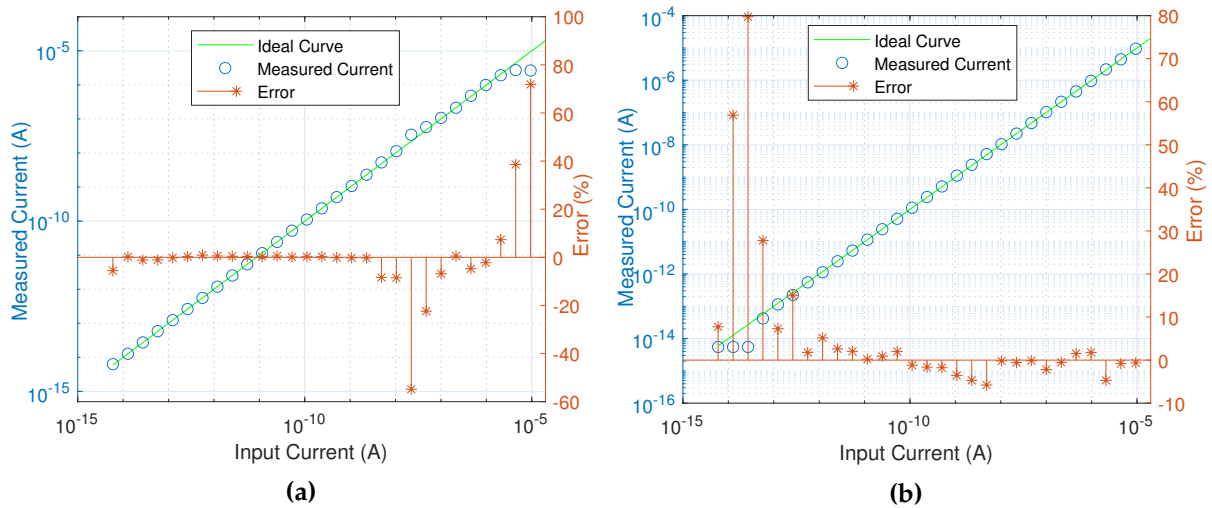 10^-5
10^-10
10^-15
Measured Current (A)
100
80
60
40
20
0
-20
-40
-60
Error (%)
Ideal Curve
Measured Current
Error
10^-15
10^-10
10^-5
Input Current (A)
(a)
10^-4
10^-6
10^-8
10^-10
10^-12
10^-14
10^-16
Measured Current (A)
80
70
60
50
40
30
20
10
0
-10
Error (%)
Ideal Curve
Measured Current
Error
10^-15
10^-10
10^-5
Input Current (A)
(b)